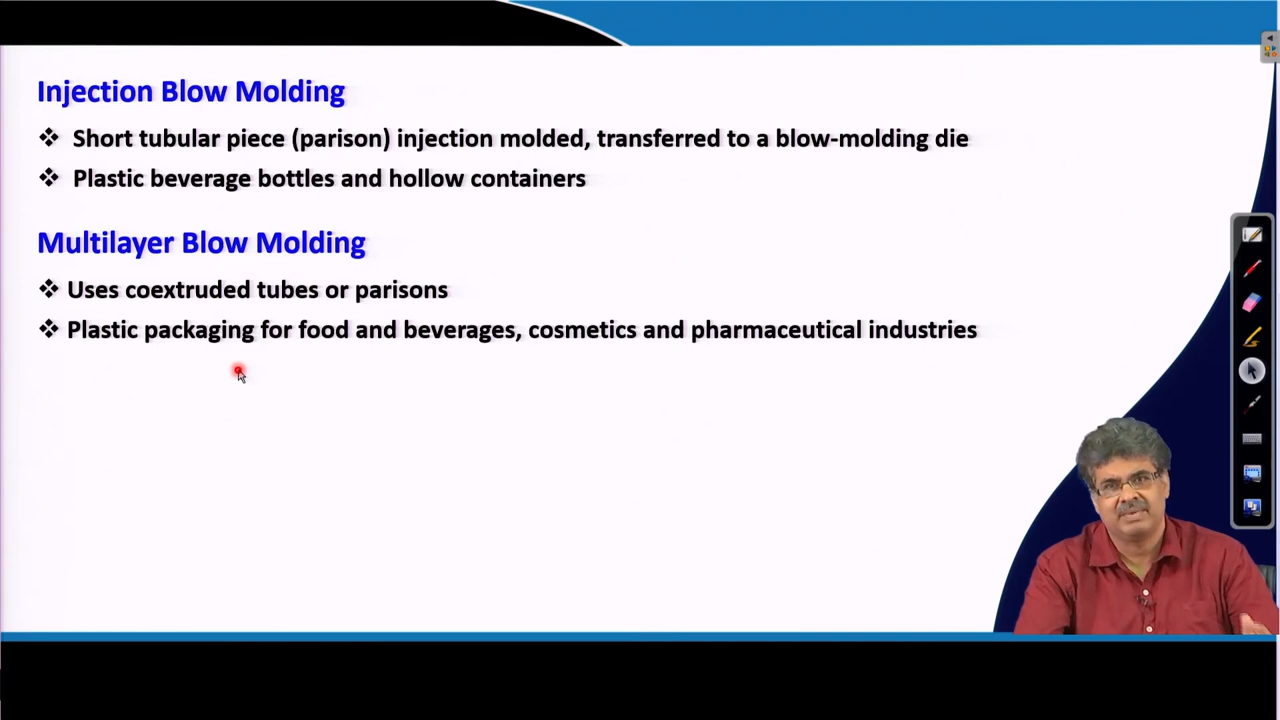 Injection Blow Molding
❖ Short tubular piece (parison) injection molded, transferred to a blow-molding die
❖ Plastic beverage bottles and hollow containers
Multilayer Blow Molding
❖ Uses coextruded tubes or parisons
❖ Plastic packaging for food and beverages, cosmetics and pharmaceutical industries